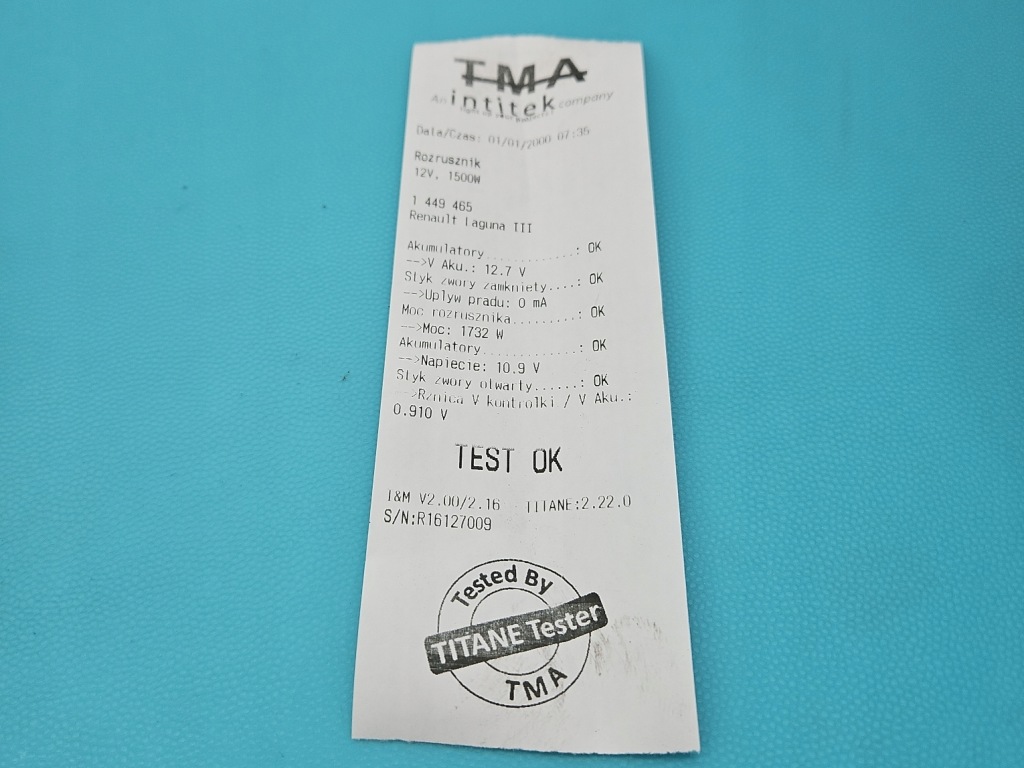 TMA
An intitek company
Data/Czas: 01/01/2000 07:35
Rozrusznik
12V. 1500W
1 449 465
Renault Laguna III
Akumulatory............: OK
-->V Aku.: 12.7 V
Styk zwory zamkniety....: OK
-->Uplyw pradu: 0 mA
Moc rozrusznika.........: OK
-->Moc: 1732 W
Akumulatory.............: OK
-->Napiecie: 10.9 V
Styk zwory otwarty......: OK
-->Rznica V kontrolki / V Aku.:
0.910 V
TEST OK
I&M V2.00/2.16 TITANE:2.22.0
S/N:R16127009
Tested By
TITANE Tester
TMA